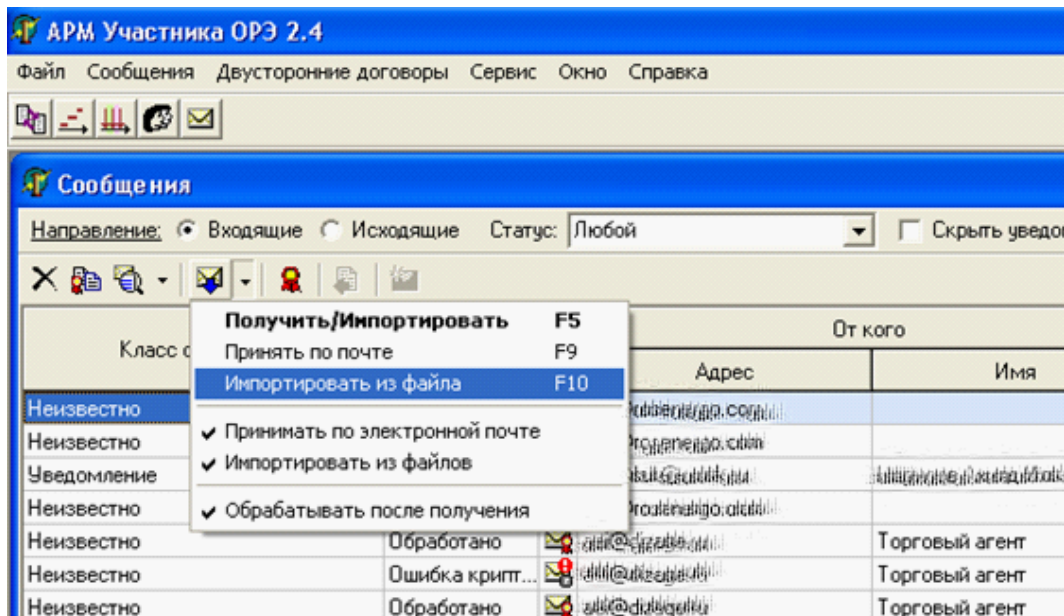 АРМ Участника ОРЭ 2.4
Файл Сообщения Двусторонние договоры Сервис Окно Справка
Сообщения
Направление: Входящие Исходящие Статус: Любой Скрыть
Получить/Импортировать F5
Принять по почте F9
Импортировать из файла F10
Принимать по электронной почте
Импортировать из файлов
Обрабатывать после получения
Класс
От кого
Адрес Имя
Неизвестно
Неизвестно
Уведомление
Неизвестно
Неизвестно Обработано Торговый агент
Неизвестно Ошибка крипт... Торговый агент
Неизвестно Обработано Торговый агент